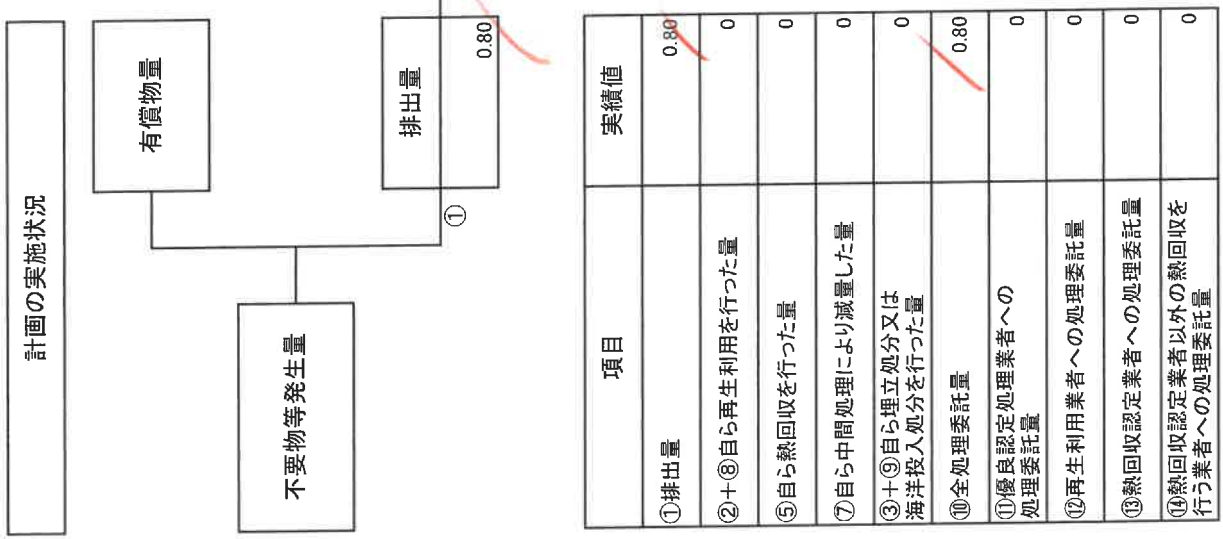 計画の実施状況
有償物量
不要物等発生量
①
排出量
0.80
項目 実績値
①排出量 0.80
②+⑧自ら再生利用を行った量 0
⑤自ら熱回収を行った量 0
⑦自ら中間処理により減量した量 0
③+⑨自ら埋立処分又は
海洋投入処分を行った量 0
⑩全処理委託量 0.80
⑪優良認定処理業者への
処理委託量 0
⑫再生利用業者への処理委託量 0
⑬熱回収認定業者への処理委託量 0
⑭熱回収認定業者以外の熱回収を
行う業者への処理委託量 0